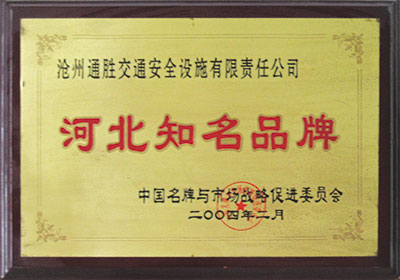 沧州通胜交通安全设施有限责任公司
河北知名品牌
中国名牌与市场战略促进委员会
二〇〇四年二月